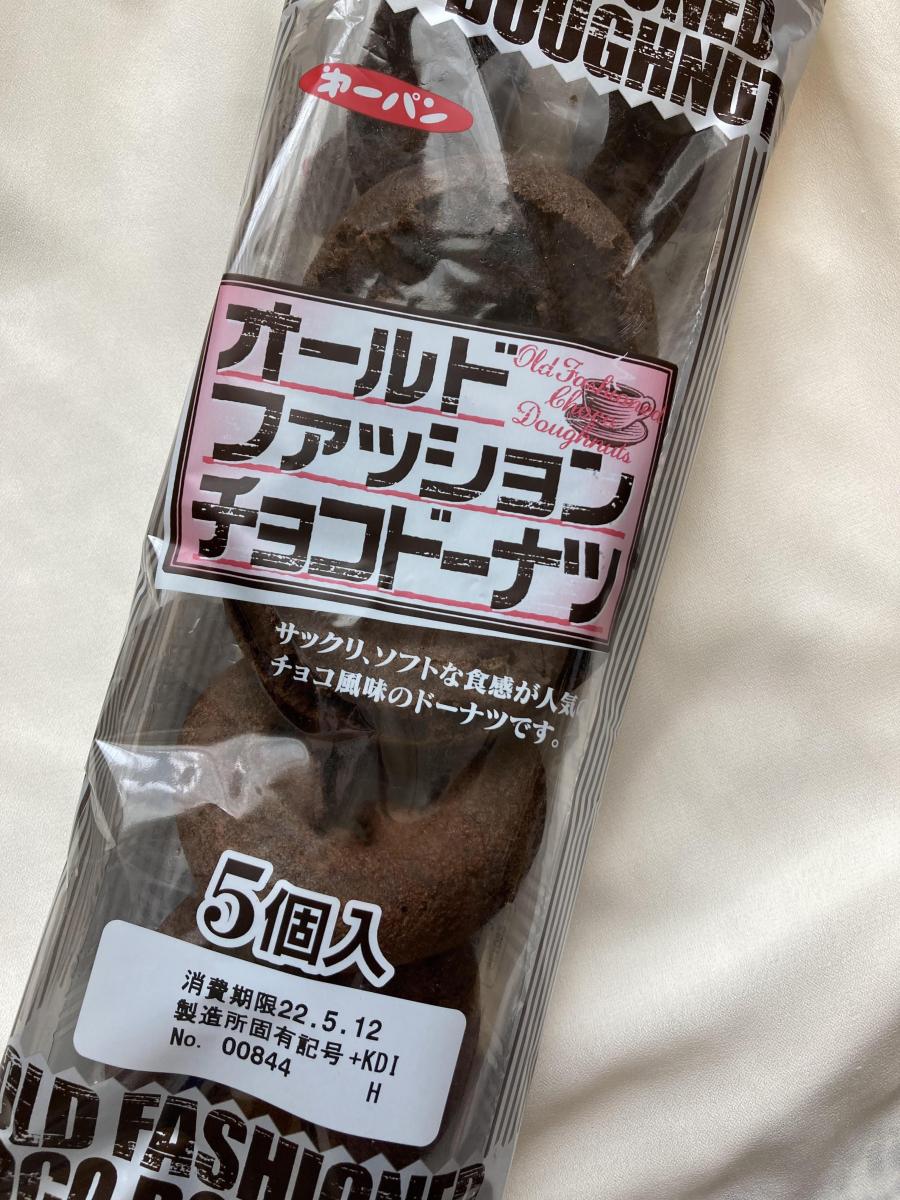 DOUGHNUT
第一パン
オールド
ファッション
チョコドーナツ
Old Fashioned
Choco
Doughnuts
サックリ、ソフトな食感が人気の
チョコ風味のドーナツです。
5個入
消費期限22.5.12
製造所固有記号+KDI
No. 00844 H
OLD FASHIONED